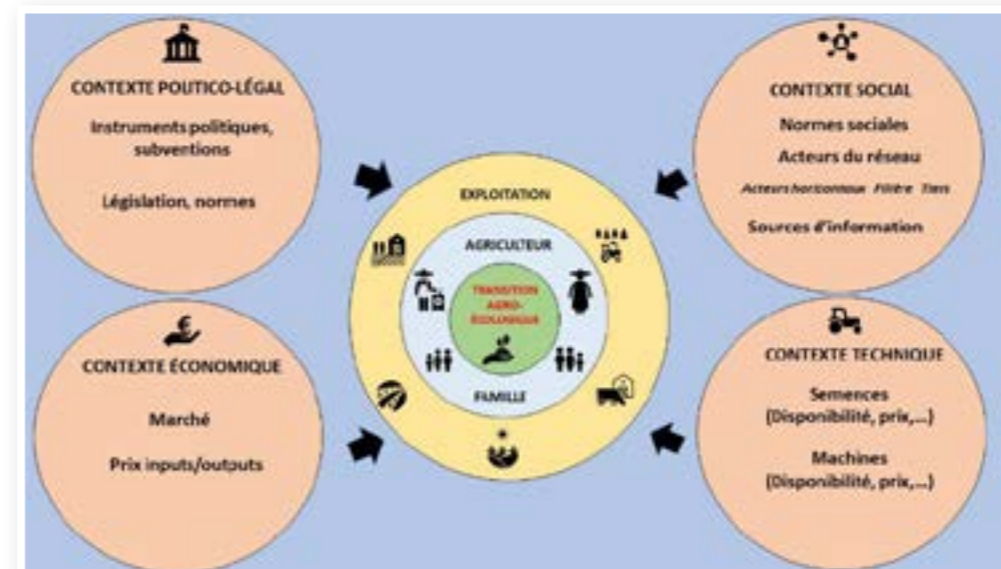 CONTEXTE POLITICO-LÉGAL
Instruments politiques,
subventions
Législation, normes
CONTEXTE SOCIAL
Normes sociales
Acteurs du réseau
Acteurs horizontaux Filière Tiers
Sources d'information
EXPLOITATION
AGRICULTEUR
TRANSITION
AGRO-
ÉCOLOGIQUE
FAMILLE
CONTEXTE ÉCONOMIQUE
Marché
Prix inputs/outputs
CONTEXTE TECHNIQUE
Semences
(Disponibilité, prix,...)
Machines
(Disponibilité, prix,...)